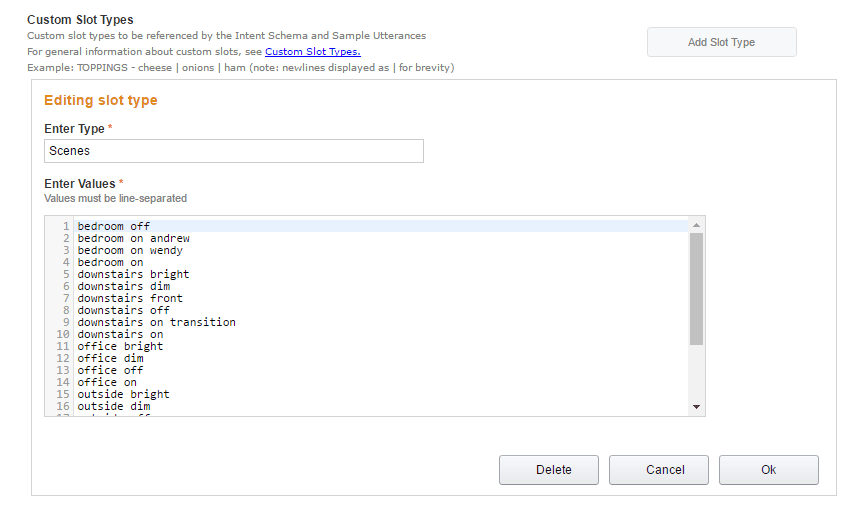 Custom Slot Types
Custom slot types to be referenced by the Intent Schema and Sample Utterances
For general information about custom slots, see Custom Slot Types.
Example: TOPPINGS - cheese | onions | ham (note: newlines displayed as | for brevity)
Add Slot Type
Editing slot type
Enter Type *
Scenes
Enter Values *
Values must be line-separated
1 bedroom off
2 bedroom on andrew
3 bedroom on wendy
4 bedroom on
5 downstairs bright
6 downstairs dim
7 downstairs front
8 downstairs off
9 downstairs on transition
10 downstairs on
11 office bright
12 office dim
13 office off
14 office on
15 outside bright
16 outside dim
Delete
Cancel
Ok